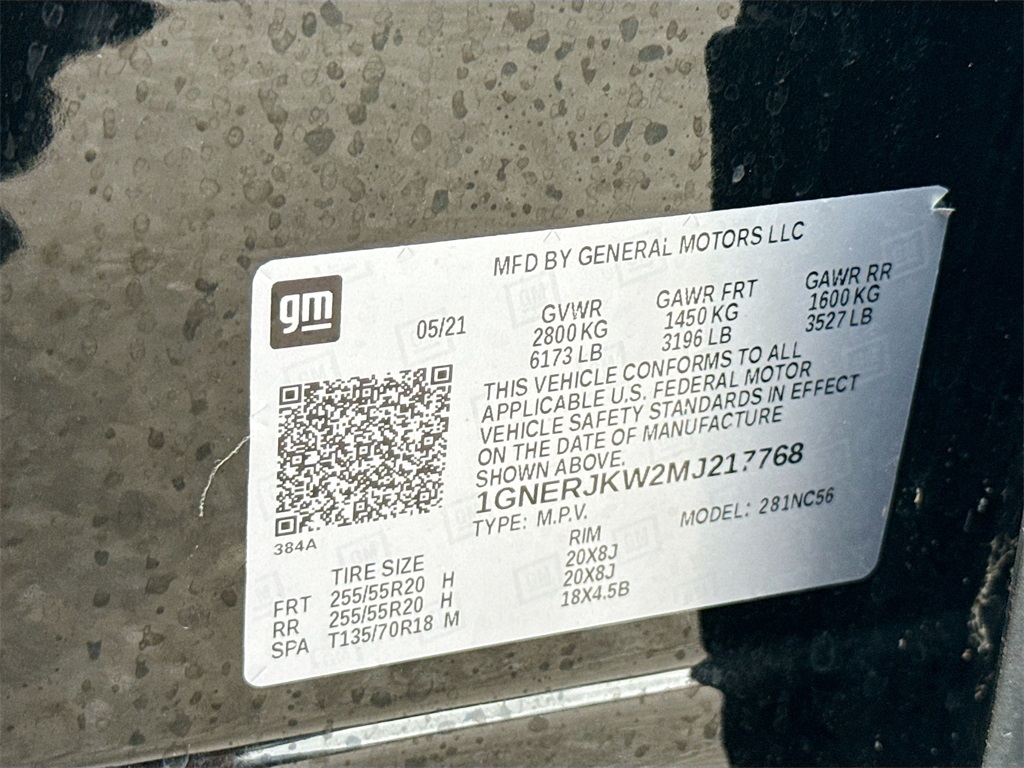 MFD BY GENERAL MOTORS LLC
gm
05/21
GVWR GAWR FRT GAWR RR
2800 KG 1450 KG 1600 KG
6173 LB 3196 LB 3527 LB
THIS VEHICLE CONFORMS TO ALL
APPLICABLE U.S. FEDERAL MOTOR
VEHICLE SAFETY STANDARDS IN EFFECT
ON THE DATE OF MANUFACTURE
SHOWN ABOVE.
1GNERJKW2MJ217768
TYPE: M.P.V. MODEL: 281NC56
384A
TIRE SIZE RIM
FRT 255/55R20 H 20X8J
RR 255/55R20 H 20X8J
SPA T135/70R18 M 18X4.5B